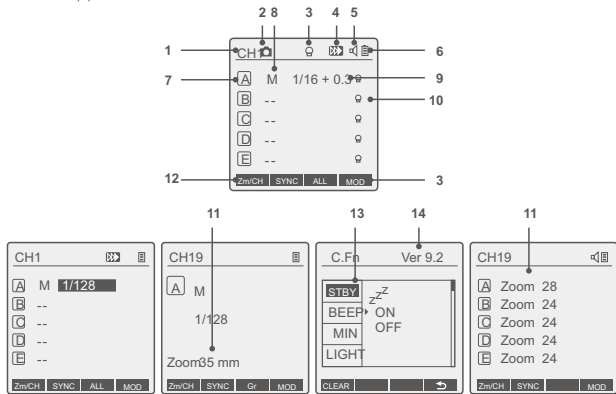 2 8 3 4 5
1 CH1 6
7 A M 1/16 + 0.3 9
B -- 10
C --
D --
E --
12 Zm/CH SYNC ALL MOD 3
11 13 14 11
CH1
A M 1/128
B --
C --
D --
E --
Zm/CH SYNC ALL MOD
CH19
A M
1/128
Zoom35 mm
Zm/CH SYNC Gr MOD
C.Fn Ver 9.2
STBY zzZ
BEEP ON
MIN OFF
LIGHT
CLEAR
CH19
A Zoom 28
B Zoom 24
C Zoom 24
D Zoom 24
E Zoom 24
Zm/CH SYNC MOD